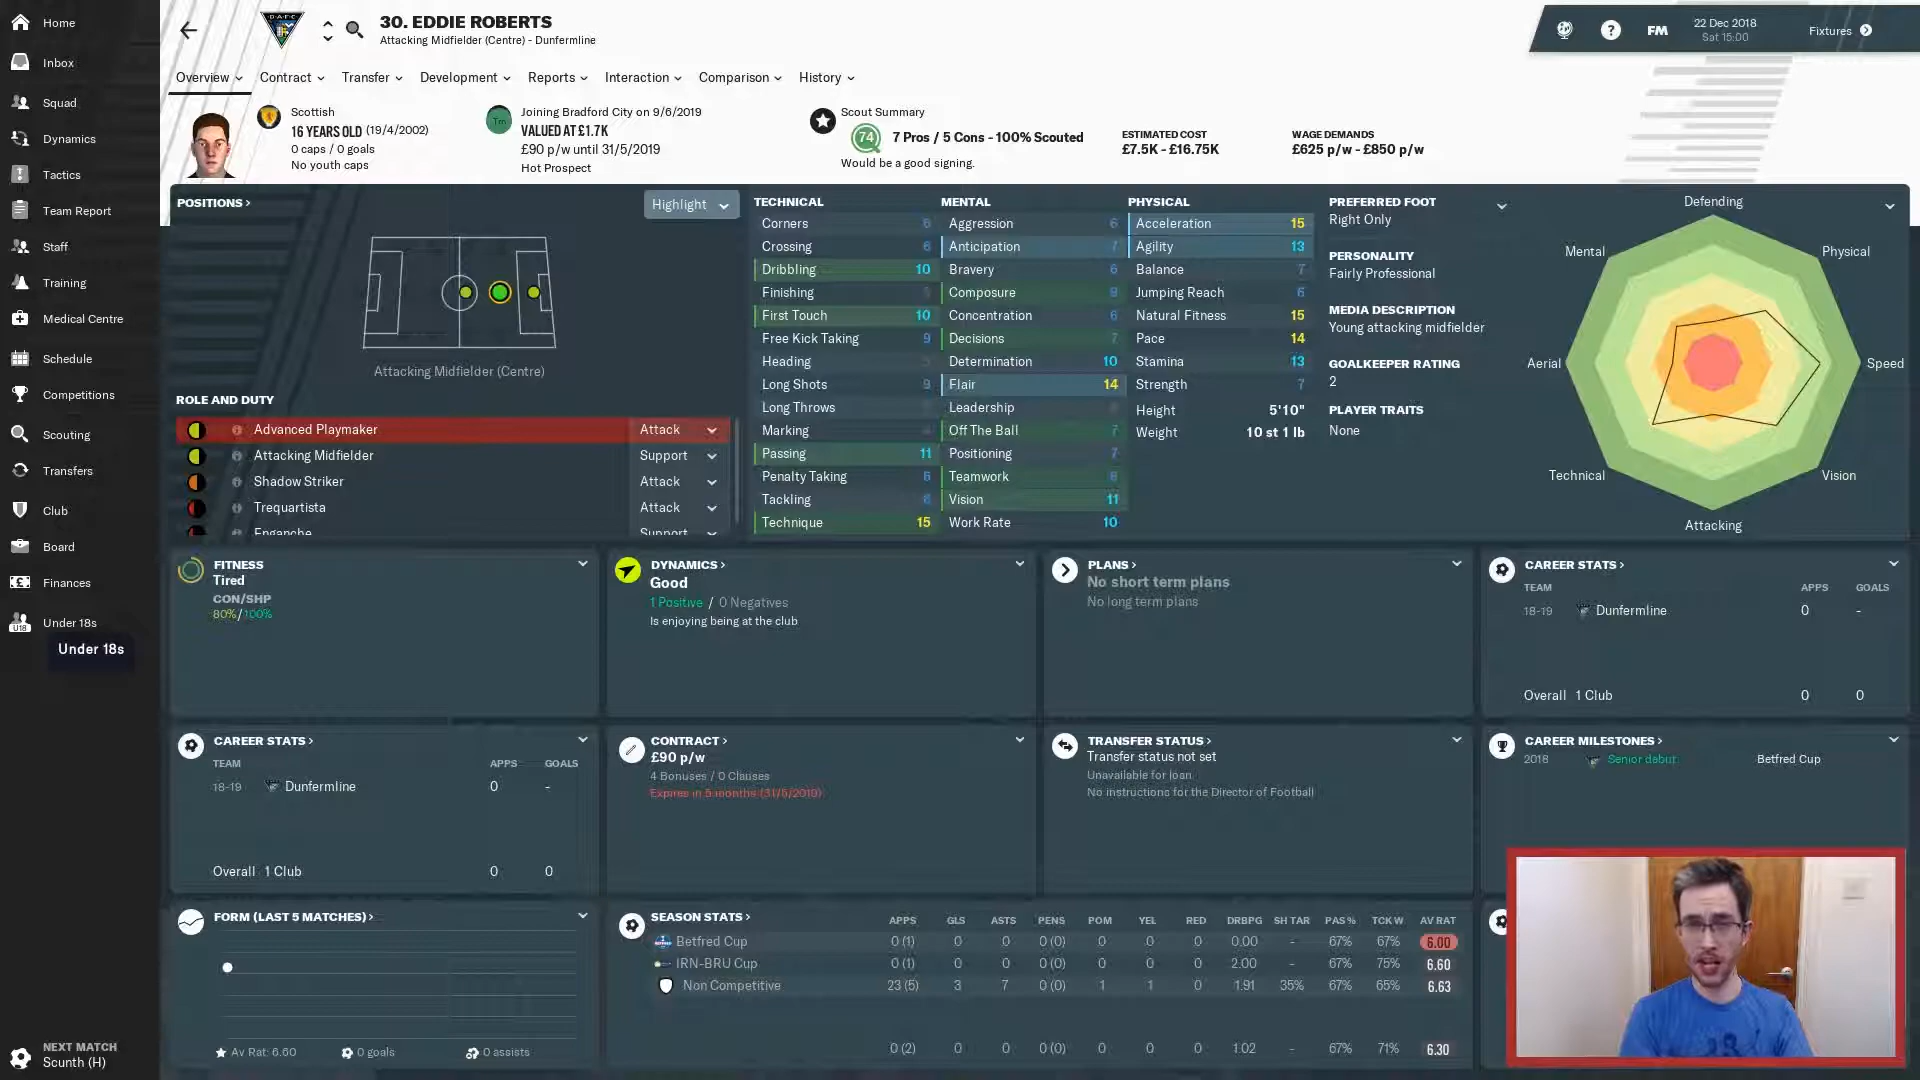 Home
Inbox
Squad
Dynamics
Tactics
Team Report
Staff
Training
Medical Centre
Schedule
Competitions
Scouting
Transfers
Club
Board
Finances
Under 18s
Under 18s
NEXT MATCH
Scunth (H)
30. EDDIE ROBERTS
Attacking Midfielder (Centre) - Dunfermline
FM
22 Dec 2018
Sat 15:00
Fixtures
Overview Contract Transfer Development Reports Interaction Comparison History
Scottish
16 YEARS OLD (19/4/2002)
0 caps / 0 goals
No youth caps
Joining Bradford City on 9/6/2019
VALUED AT £1.7K
£90 p/w until 31/5/2019
Hot Prospect
Scout Summary
74 7 Pros / 5 Cons - 100% Scouted
Would be a good signing.
ESTIMATED COST
£7.5K - £16.75K
WAGE DEMANDS
£625 p/w - £850 p/w
POSITIONS >
Highlight
Attacking Midfielder (Centre)
ROLE AND DUTY
Advanced Playmaker Attack
Attacking Midfielder Support
Shadow Striker Attack
Trequartista Attack
Enganche Support
TECHNICAL
Corners 6
Crossing 6
Dribbling 10
Finishing
First Touch 10
Free Kick Taking 9
Heading
Long Shots 9
Long Throws
Marking
Passing 11
Penalty Taking 6
Tackling 6
Technique 15
MENTAL
Aggression 6
Anticipation 7
Bravery 6
Composure
Concentration 6
Decisions 7
Determination 10
Flair 14
Leadership
Off The Ball 7
Positioning 7
Teamwork
Vision 11
Work Rate 10
PHYSICAL
Acceleration 15
Agility 13
Balance 7
Jumping Reach 6
Natural Fitness 15
Pace 14
Stamina 13
Strength 7
Height 5'10"
Weight 10 st 1 lb
PREFERRED FOOT
Right Only
PERSONALITY
Fairly Professional
MEDIA DESCRIPTION
Young attacking midfielder
GOALKEEPER RATING
2
PLAYER TRAITS
None
Defending
Mental Physical
Aerial Speed
Technical Vision
Attacking
FITNESS
Tired
CON/SHP
80%/100%
DYNAMICS >
Good
1 Positive / 0 Negatives
Is enjoying being at the club
PLANS >
No short term plans
No long term plans
CAREER STATS >
TEAM APPS GOALS
18-19 Dunfermline 0 -
Overall 1 Club 0 0
CAREER STATS >
TEAM APPS GOALS
18-19 Dunfermline 0 -
Overall 1 Club 0 0
CONTRACT >
£90 p/w
4 Bonuses / 0 Clauses
Expires in 5 months (31/5/2019)
TRANSFER STATUS >
Transfer status not set
Unavailable for loan
No instructions for the Director of Football
CAREER MILESTONES >
2018 Senior debut Betfred Cup
FORM (LAST 5 MATCHES) >
Av Rat: 6.60 0 goals 0 assists
SEASON STATS > APPS GLS ASTS PENS POM YEL RED DRBPG SH TAR PAS % TCK W AV RAT
Betfred Cup 0 (1) 0 0 0 (0) 0 0 0 0.00 - 67% 67% 6.00
IRN-BRU Cup 0 (1) 0 0 0 (0) 0 0 0 2.00 - 67% 75% 6.60
Non Competitive 23 (5) 3 7 0 (0) 1 1 0 1.91 35% 67% 65% 6.63
0 (2) 0 0 0 (0) 0 0 0 1.02 - 67% 71% 6.30